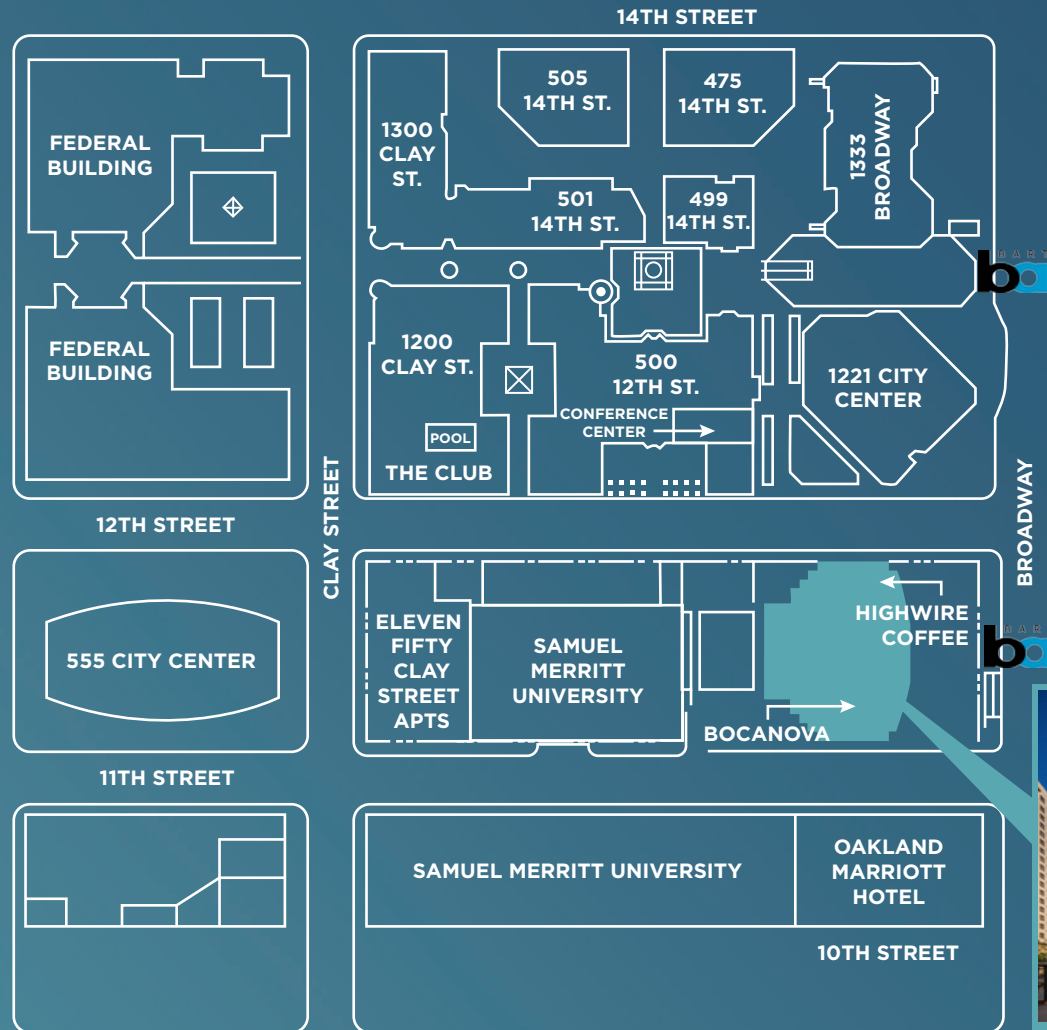 14TH STREET
FEDERAL
BUILDING
1300
CLAY
ST.
505
14TH ST.
475
14TH ST.
1333
BROADWAY
501
14TH ST.
499
14TH ST.
FEDERAL
BUILDING
1200
CLAY ST.
500
12TH ST.
1221 CITY
CENTER
CONFERENCE
CENTER
POOL
THE CLUB
12TH STREET
CLAY STREET
BROADWAY
555 CITY CENTER
ELEVEN
FIFTY
CLAY
STREET
APTS
SAMUEL
MERRITT
UNIVERSITY
HIGHWIRE
COFFEE
BOCANOVA
11TH STREET
SAMUEL MERRITT UNIVERSITY
OAKLAND
MARRIOTT
HOTEL
10TH STREET